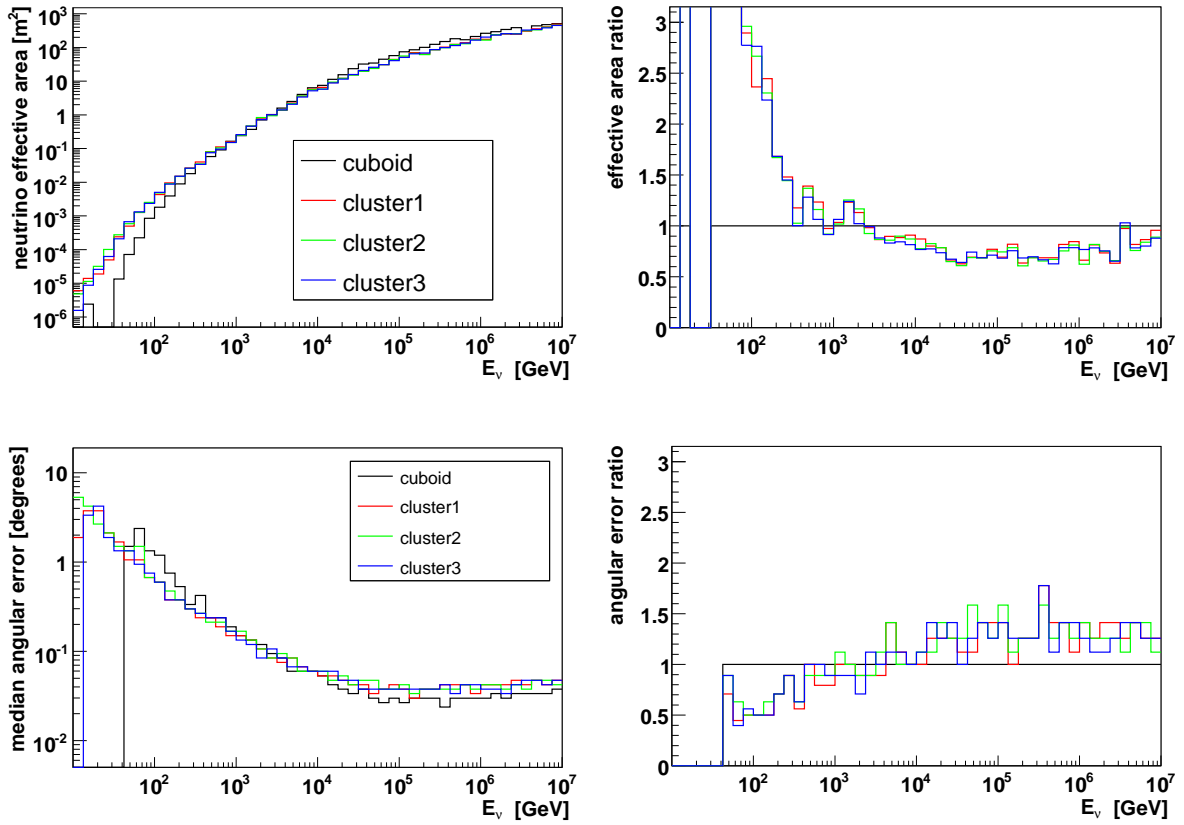 neutrino effective area [m²]
10³
10²
10
1
10⁻¹
10⁻²
10⁻³
10⁻⁴
10⁻⁵
10⁻⁶
cuboid
cluster1
cluster2
cluster3
10² 10³ 10⁴ 10⁵ 10⁶ 10⁷
E_ν [GeV]
effective area ratio
3
2.5
2
1.5
1
0.5
0
10² 10³ 10⁴ 10⁵ 10⁶ 10⁷
E_ν [GeV]
median angular error [degrees]
10
1
10⁻¹
10⁻²
cuboid
cluster1
cluster2
cluster3
10² 10³ 10⁴ 10⁵ 10⁶ 10⁷
E_ν [GeV]
angular error ratio
3
2.5
2
1.5
1
0.5
0
10² 10³ 10⁴ 10⁵ 10⁶ 10⁷
E_ν [GeV]